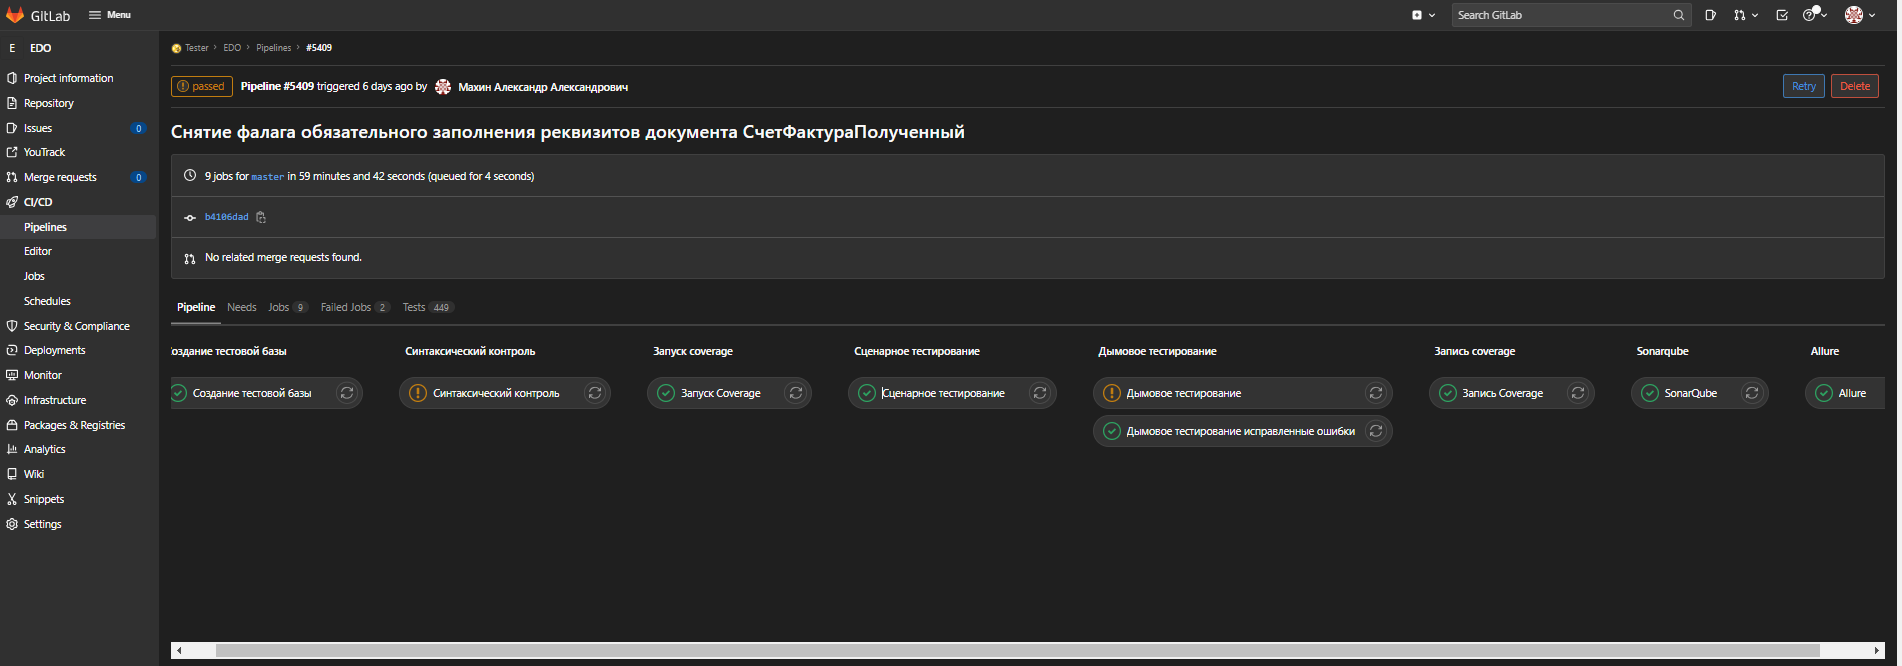 GitLab Menu Search GitLab
E EDO
Project information
Repository
Issues 0
YouTrack
Merge requests 0
CI/CD
Pipelines
Editor
Jobs
Schedules
Security & Compliance
Deployments
Monitor
Infrastructure
Packages & Registries
Analytics
Wiki
Snippets
Settings
Tester › EDO › Pipelines › #5409
passed Pipeline #5409 triggered 6 days ago by Махин Александр Александрович Retry Delete
Снятие фалага обязательного заполнения реквизитов документа СчетФактураПолученный
9 jobs for master in 59 minutes and 42 seconds (queued for 4 seconds)
b4106dad
No related merge requests found.
Pipeline Needs Jobs 9 Failed Jobs 2 Tests 449
оздание тестовой базы Синтаксический контроль Запуск coverage Сценарное тестирование Дымовое тестирование Запись coverage Sonarqube Allure
Создание тестовой базы Синтаксический контроль Запуск Coverage Сценарное тестирование Дымовое тестирование Запись Coverage SonarQube Allure
Дымовое тестирование исправленные ошибки